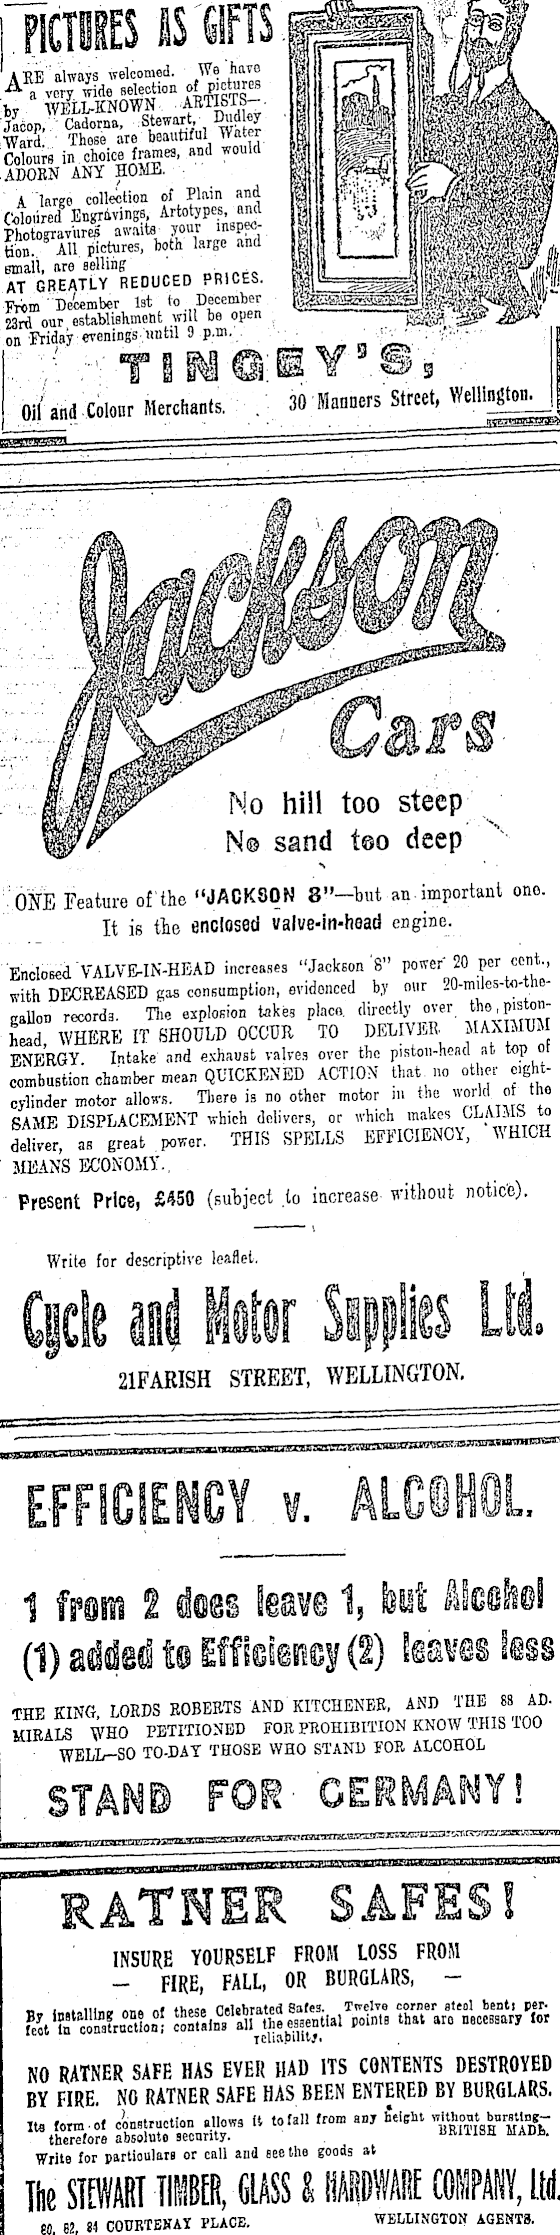 PICTURES AS GIFTS
ARE always welcomed. We have
a very wide selection of pictures
by WELL-KNOWN ARTISTS—
Jacop, Cadorna, Stewart, Dudley
Ward. These are beautiful Water
Colours in choice frames, and would
ADORN ANY HOME.
A large collection of Plain and
Coloured Engravings, Artotypes, and
Photogravures awaits your inspec-
tion. All pictures, both large and
small, are selling
AT GREATLY REDUCED PRICES.
From December 1st to December
23rd our establishment will be open
on Friday evenings until 9 p.m.
TINGEY'S,
Oil and Colour Merchants. 30 Manners Street, Wellington.
Jackson
Cars
No hill too steep
No sand too deep
ONE Feature of the "JACKSON 8"—but an important one.
It is the enclosed valve-in-head engine.
Enclosed VALVE-IN-HEAD increases "Jackson 8" power 20 per cent.,
with DECREASED gas consumption, evidenced by our 20-miles-to-the-
gallon records. The explosion takes place directly over the piston-
head, WHERE IT SHOULD OCCUR TO DELIVER MAXIMUM
ENERGY. Intake and exhaust valves over the piston-head at top of
combustion chamber mean QUICKENED ACTION that no other eight-
cylinder motor allows. There is no other motor in the world of the
SAME DISPLACEMENT which delivers, or which makes CLAIMS to
deliver, as great power. THIS SPELLS EFFICIENCY, WHICH
MEANS ECONOMY.
Present Price, £450 (subject to increase without notice).
Write for descriptive leaflet.
Cycle and Motor Supplies Ltd.
21FARISH STREET, WELLINGTON.
EFFICIENCY v. ALCOHOL.
1 from 2 does leave 1, but Alcohol
(1) added to Efficiency (2) leaves less
THE KING, LORDS ROBERTS AND KITCHENER, AND THE 88 AD-
MIRALS WHO PETITIONED FOR PROHIBITION KNOW THIS TOO
WELL—SO TO-DAY THOSE WHO STAND FOR ALCOHOL
STAND FOR GERMANY!
RATNER SAFES!
INSURE YOURSELF FROM LOSS FROM
— FIRE, FALL, OR BURGLARS, —
By installing one of these Celebrated Safes. Twelve corner steel bent; per-
fect in construction; contains all the essential points that are necessary for
reliability.
NO RATNER SAFE HAS EVER HAD ITS CONTENTS DESTROYED
BY FIRE. NO RATNER SAFE HAS BEEN ENTERED BY BURGLARS.
Its form of construction allows it to fall from any height without bursting—
therefore absolute security. BRITISH MADE.
Write for particulars or call and see the goods at
The STEWART TIMBER, GLASS & HARDWARE COMPANY, Ltd.
80, 82, 84 COURTENAY PLACE. WELLINGTON AGENTS.